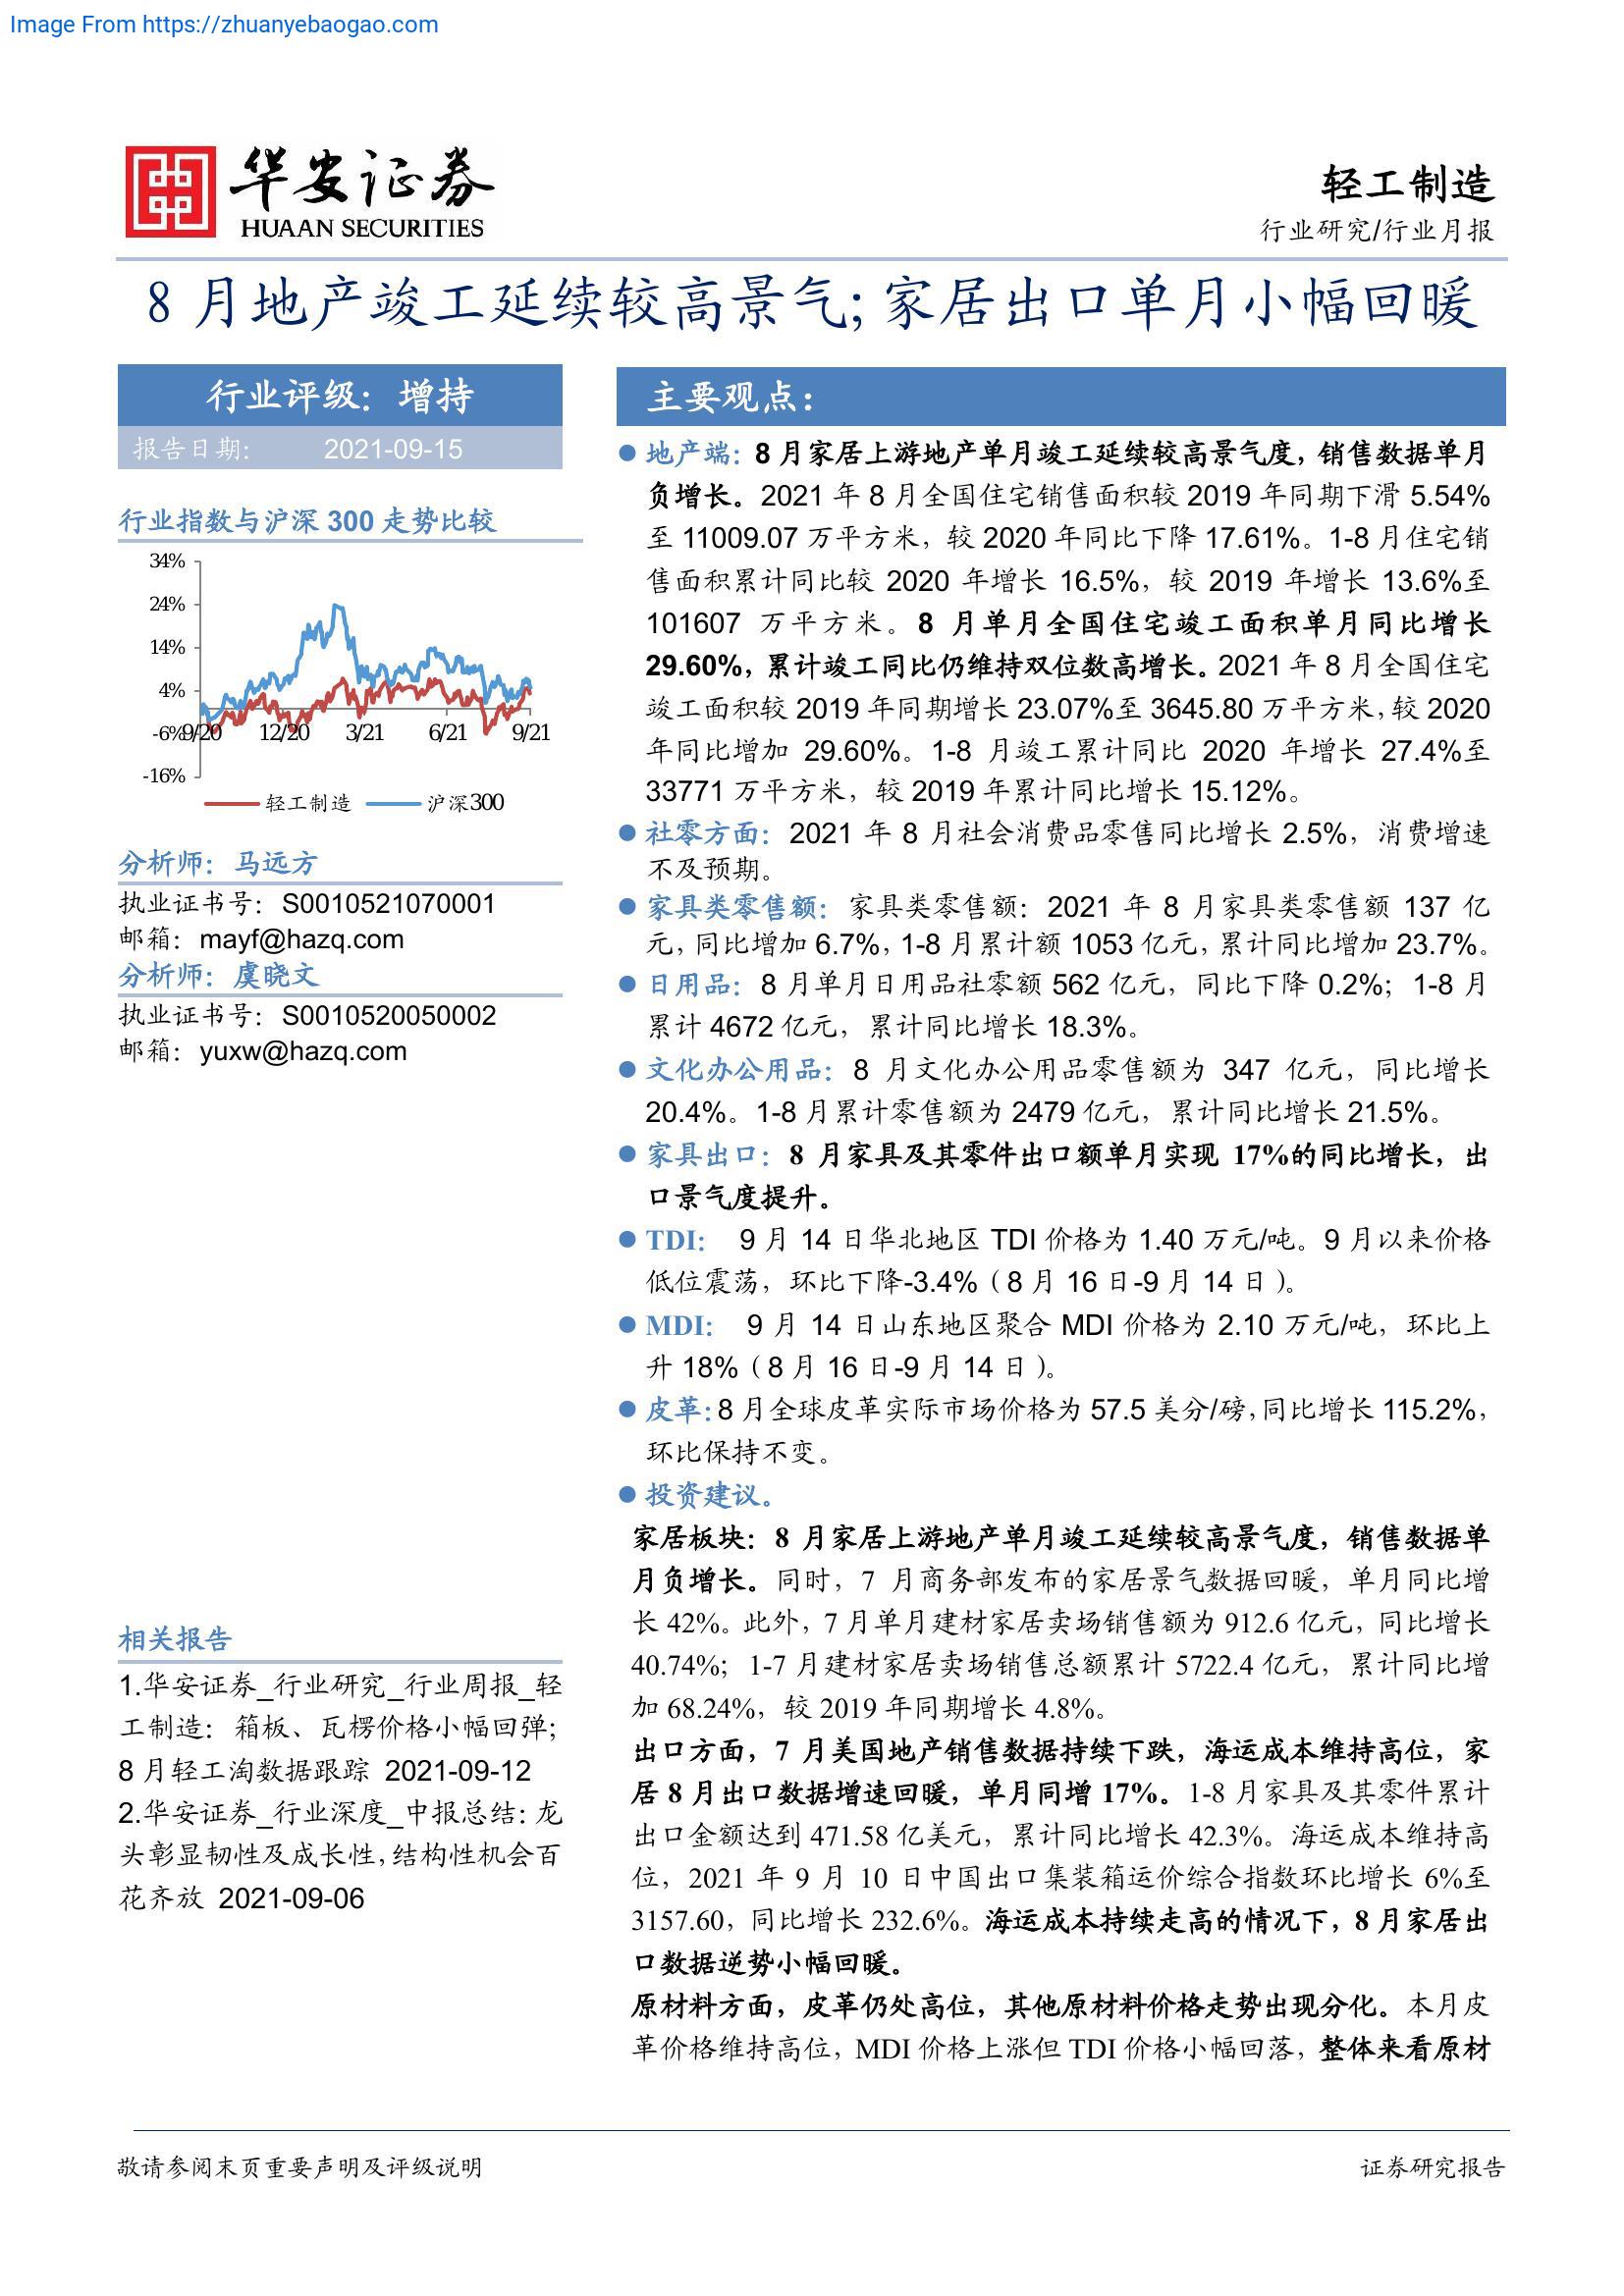 Image From https://zhuanyebaogao.com
华安证券
HUAAN SECURITIES
轻工制造
行业研究/行业月报
8 月地产竣工延续较高景气;家居出口单月小幅回暖
行业评级：增持
报告日期： 2021-09-15
行业指数与沪深 300 走势比较
34%
24%
14%
4%
-6%
-16%
9/20 12/20 3/21 6/21 9/21
轻工制造 沪深300
分析师：马远方
执业证书号：S0010521070001
邮箱：mayf@hazq.com
分析师：虞晓文
执业证书号：S0010520050002
邮箱：yuxw@hazq.com
相关报告
1.华安证券_行业研究_行业周报_轻
工制造：箱板、瓦楞价格小幅回弹;
8 月轻工淘数据跟踪 2021-09-12
2.华安证券_行业深度_中报总结:龙
头彰显韧性及成长性,结构性机会百
花齐放 2021-09-06
主要观点：
● 地产端：8 月家居上游地产单月竣工延续较高景气度，销售数据单月
负增长。2021 年 8 月全国住宅销售面积较 2019 年同期下滑 5.54%
至 11009.07 万平方米，较 2020 年同比下降 17.61%。1-8 月住宅销
售面积累计同比较 2020 年增长 16.5%，较 2019 年增长 13.6%至
101607 万平方米。8 月单月全国住宅竣工面积单月同比增长
29.60%，累计竣工同比仍维持双位数高增长。2021 年 8 月全国住宅
竣工面积较 2019 年同期增长 23.07%至 3645.80 万平方米，较 2020
年同比增加 29.60%。1-8 月竣工累计同比 2020 年增长 27.4%至
33771 万平方米，较 2019 年累计同比增长 15.12%。
● 社零方面：2021 年 8 月社会消费品零售同比增长 2.5%，消费增速
不及预期。
● 家具类零售额：家具类零售额：2021 年 8 月家具类零售额 137 亿
元，同比增加 6.7%，1-8 月累计额 1053 亿元，累计同比增加 23.7%。
● 日用品：8 月单月日用品社零额 562 亿元，同比下降 0.2%；1-8 月
累计 4672 亿元，累计同比增长 18.3%。
● 文化办公用品：8 月文化办公用品零售额为 347 亿元，同比增长
20.4%。1-8 月累计零售额为 2479 亿元，累计同比增长 21.5%。
● 家具出口：8 月家具及其零件出口额单月实现 17%的同比增长，出
口景气度提升。
● TDI： 9 月 14 日华北地区 TDI 价格为 1.40 万元/吨。9 月以来价格
低位震荡，环比下降-3.4%（8 月 16 日-9 月 14 日）。
● MDI： 9 月 14 日山东地区聚合 MDI 价格为 2.10 万元/吨，环比上
升 18%（8 月 16 日-9 月 14 日）。
● 皮革：8 月全球皮革实际市场价格为 57.5 美分/磅，同比增长 115.2%，
环比保持不变。
● 投资建议。
家居板块：8 月家居上游地产单月竣工延续较高景气度，销售数据单
月负增长。同时，7 月商务部发布的家居景气数据回暖，单月同比增
长 42%。此外，7 月单月建材家居卖场销售额为 912.6 亿元，同比增长
40.74%；1-7 月建材家居卖场销售总额累计 5722.4 亿元，累计同比增
加 68.24%，较 2019 年同期增长 4.8%。
出口方面，7 月美国地产销售数据持续下跌，海运成本维持高位，家
居 8 月出口数据增速回暖，单月同增 17%。1-8 月家具及其零件累计
出口金额达到 471.58 亿美元，累计同比增长 42.3%。海运成本维持高
位，2021 年 9 月 10 日中国出口集装箱运价综合指数环比增长 6%至
3157.60，同比增长 232.6%。海运成本持续走高的情况下，8 月家居出
口数据逆势小幅回暖。
原材料方面，皮革仍处高位，其他原材料价格走势出现分化。本月皮
革价格维持高位，MDI 价格上涨但 TDI 价格小幅回落，整体来看原材
敬请参阅末页重要声明及评级说明
证券研究报告